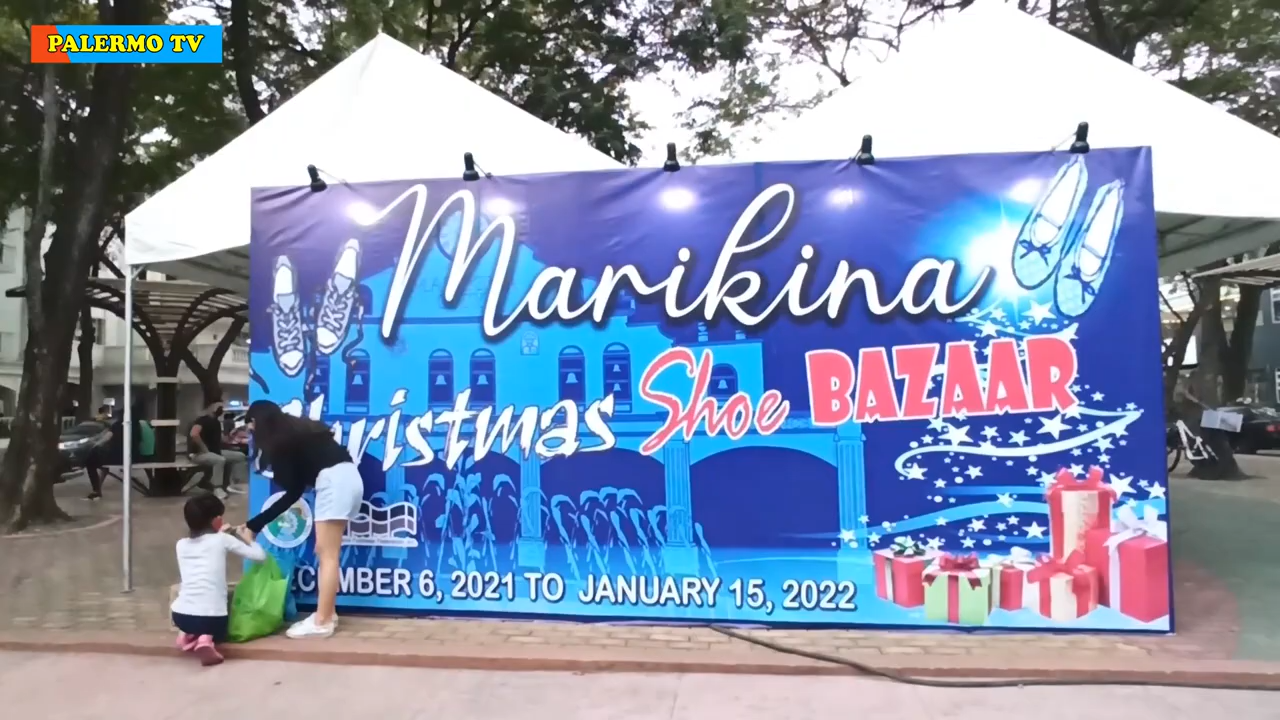 PALERMO TV
Marikina
Christmas Shoe BAZAAR
CEMBER 6, 2021 TO JANUARY 15, 2022